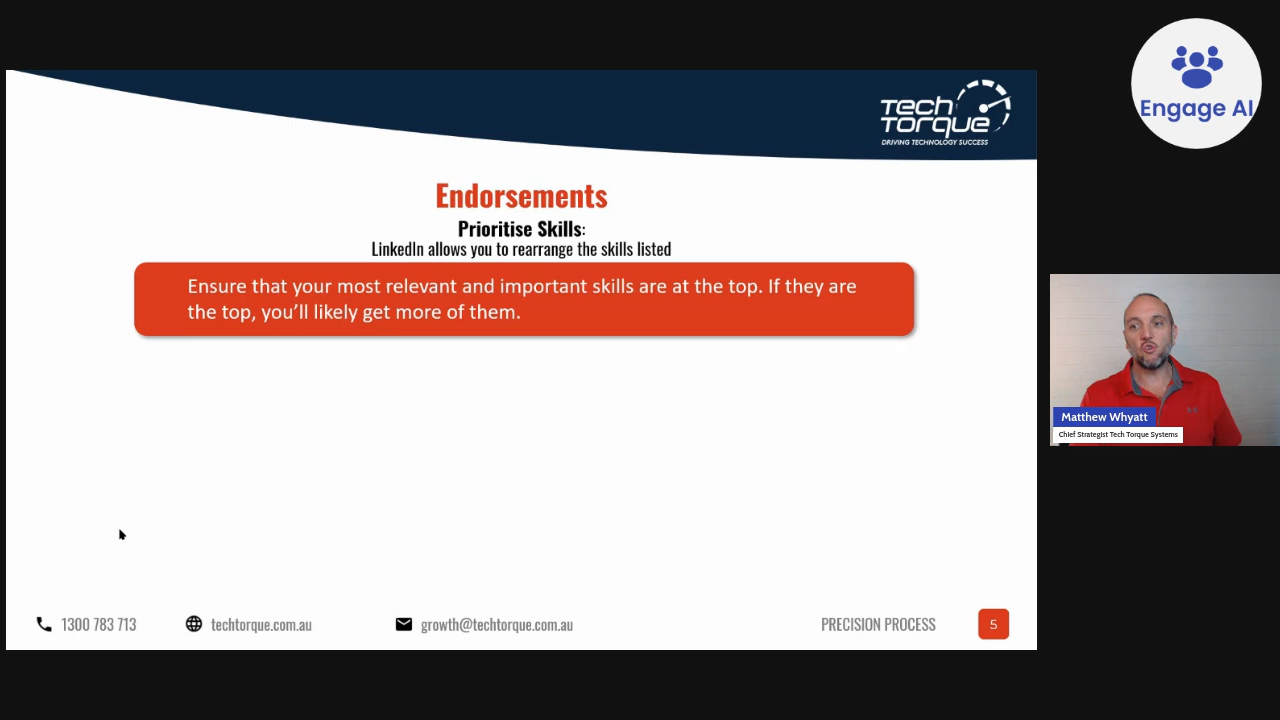 Engage AI
Tech
Torque
DRIVING TECHNOLOGY SUCCESS
Endorsements
Prioritise Skills:
LinkedIn allows you to rearrange the skills listed
Ensure that your most relevant and important skills are at the top. If they are
the top, you’ll likely get more of them.
Matthew Whyatt
Chief Strategist Tech Torque Systems
1300 783 713
techtorque.com.au
growth@techtorque.com.au
PRECISION PROCESS
5